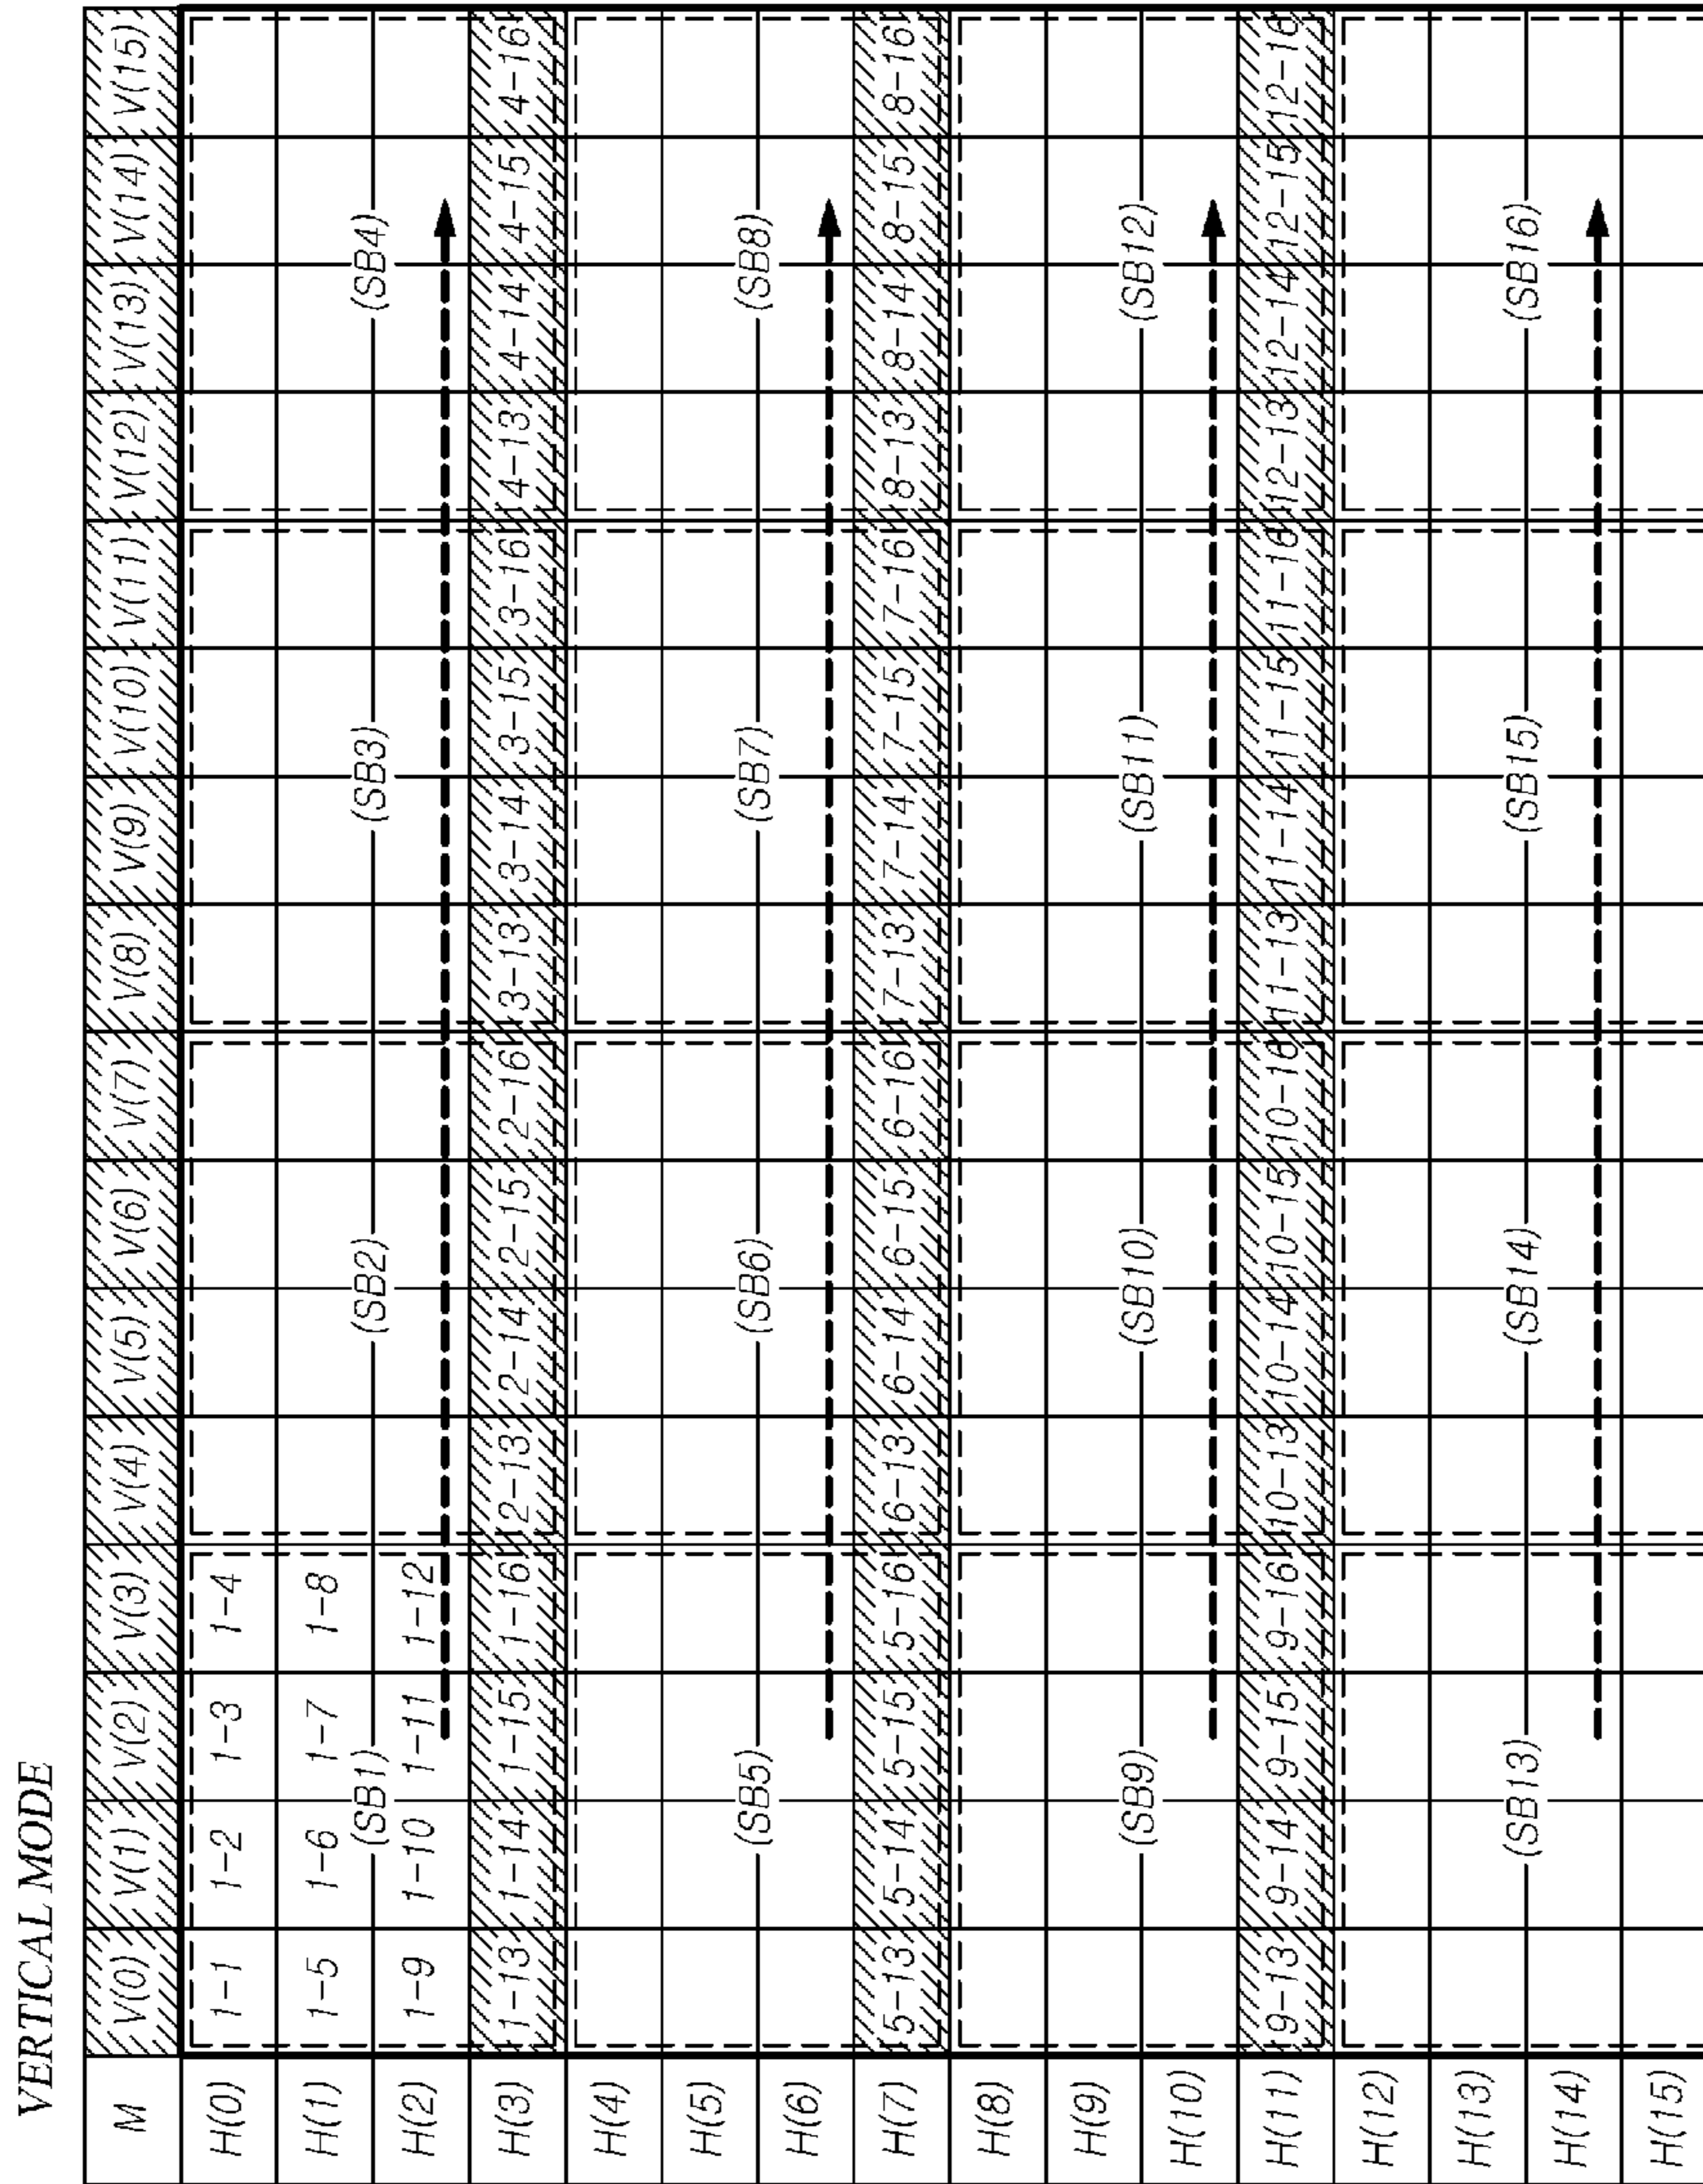 VERTICAL MODE
M V(0) V(1) V(2) V(3) V(4) V(5) V(6) V(7) V(8) V(9) V(10) V(11) V(12) V(13) V(14) V(15)
H(0) 1-1 1-2 1-3 1-4
H(1) 1-5 1-6 1-7 1-8
(SB1) (SB2) (SB3) (SB4)
H(2) 1-9 1-10 1-11 1-12
H(3) 1-13 1-14 1-15 1-16 2-13 2-14 2-15 2-16 3-13 3-14 3-15 3-16 4-13 4-14 4-15 4-16
H(4)
H(5)
(SB5) (SB6) (SB7) (SB8)
H(6)
H(7) 5-13 5-14 5-15 5-16 6-13 6-14 6-15 6-16 7-13 7-14 7-15 7-16 8-13 8-14 8-15 8-16
H(8)
H(9)
(SB9) (SB10) (SB11) (SB12)
H(10)
H(11) 9-13 9-14 9-15 9-16 10-13 10-14 10-15 10-16 11-13 11-14 11-15 11-16 12-13 12-14 12-15 12-16
H(12)
H(13)
(SB13) (SB14) (SB15) (SB16)
H(14)
H(15)